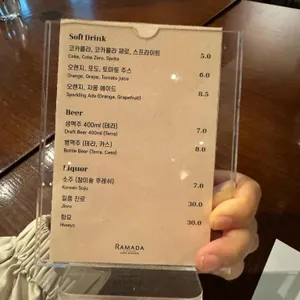 Soft Drink
코카콜라, 코카콜라 제로, 스프라이트 5.0
Coke, Coke Zero, Sprite
오렌지, 포도, 토마토 주스 6.0
Orange, Grape, Tomato juice
오렌지, 자몽 에이드 8.5
Sparkling Ade (Orange, Grapefruit)
Beer
생맥주 400ml (테라) 7.0
Draft Beer 400ml (Terra)
병맥주 (테라, 카스) 8.0
Bottle Beer (Terra, Cass)
Liquor
소주 (참이슬 후레쉬) 7.0
Korean Soju
일품 진로 30.0
Jinro
화요 30.0
Hwayo
RAMADA